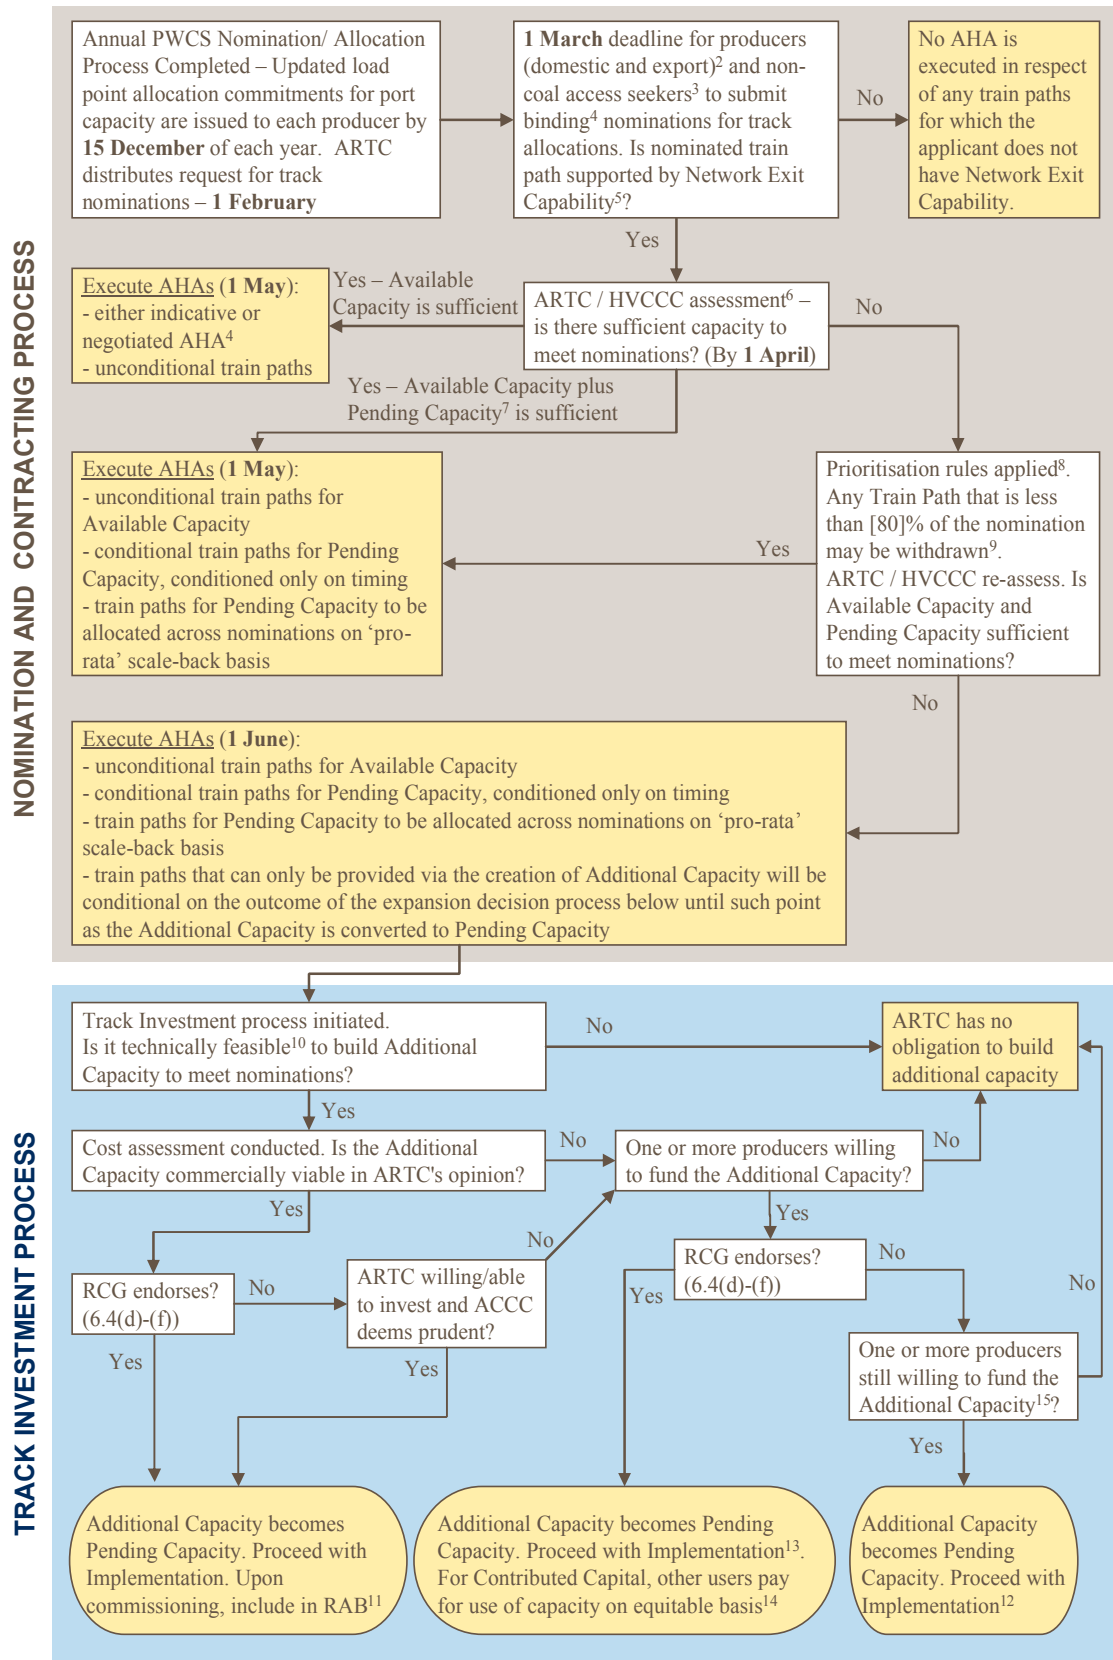 NOMINATION AND CONTRACTING PROCESS
Annual PWCS Nomination/ Allocation
Process Completed – Updated load
point allocation commitments for port
capacity are issued to each producer by
15 December of each year. ARTC
distributes request for track
nominations – 1 February
1 March deadline for producers
(domestic and export)2 and non-
coal access seekers3 to submit
binding4 nominations for track
allocations. Is nominated train
path supported by Network Exit
Capability5?
No
No AHA is
executed in respect
of any train paths
for which the
applicant does not
have Network Exit
Capability.
Yes
Execute AHAs (1 May):
- either indicative or
negotiated AHA4
- unconditional train paths
Yes – Available
Capacity is sufficient
ARTC / HVCCC assessment6 –
is there sufficient capacity to
meet nominations? (By 1 April)
No
Yes – Available Capacity plus
Pending Capacity7 is sufficient
Execute AHAs (1 May):
- unconditional train paths for
Available Capacity
- conditional train paths for Pending
Capacity, conditioned only on timing
- train paths for Pending Capacity to be
allocated across nominations on ‘pro-
rata’ scale-back basis
Yes
Prioritisation rules applied8.
Any Train Path that is less
than [80]% of the nomination
may be withdrawn9.
ARTC / HVCCC re-assess. Is
Available Capacity and
Pending Capacity sufficient
to meet nominations?
No
Execute AHAs (1 June):
- unconditional train paths for Available Capacity
- conditional train paths for Pending Capacity, conditioned only on timing
- train paths for Pending Capacity to be allocated across nominations on ‘pro-rata’
scale-back basis
- train paths that can only be provided via the creation of Additional Capacity will be
conditional on the outcome of the expansion decision process below until such point
as the Additional Capacity is converted to Pending Capacity
TRACK INVESTMENT PROCESS
Track Investment process initiated.
Is it technically feasible10 to build Additional
Capacity to meet nominations?
No
ARTC has no
obligation to build
additional capacity
Yes
Cost assessment conducted. Is the Additional
Capacity commercially viable in ARTC's opinion?
No
One or more producers willing
to fund the Additional Capacity?
No
Yes
Yes
RCG endorses?
(6.4(d)-(f))
No
ARTC willing/able
to invest and ACCC
deems prudent?
No
RCG endorses?
(6.4(d)-(f))
No
No
Yes
Yes
Yes
One or more producers
still willing to fund the
Additional Capacity15?
Yes
Additional Capacity becomes
Pending Capacity. Proceed with
Implementation. Upon
commissioning, include in RAB11
Additional Capacity becomes Pending
Capacity. Proceed with Implementation13.
For Contributed Capital, other users pay
for use of capacity on equitable basis14
Additional Capacity
becomes Pending
Capacity. Proceed with
Implementation12